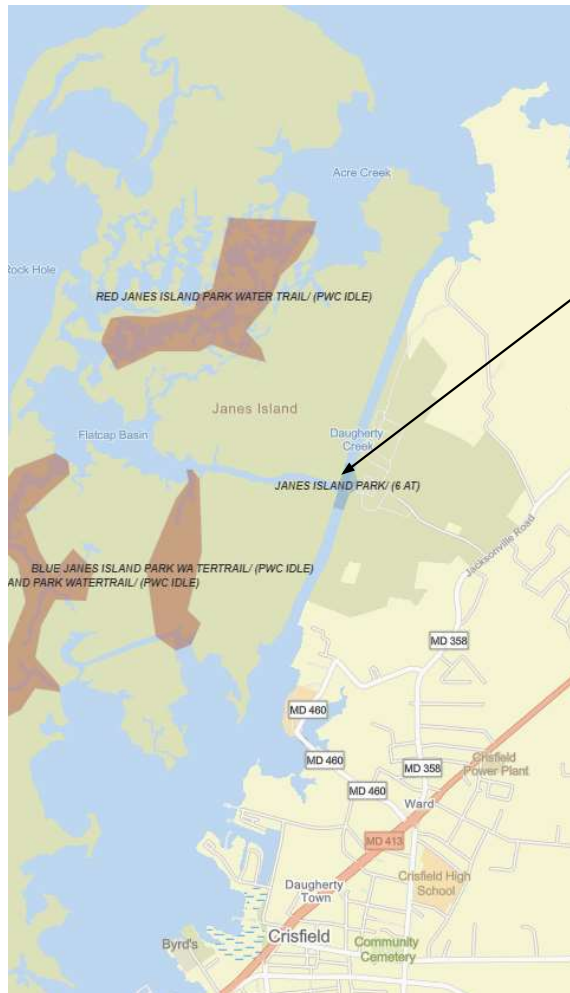 Acre Creek
Rock Hole
RED JANES ISLAND PARK WATER TRAIL/ (PWC IDLE)
Janes Island
Flatcap Basin
Daugherty
Creek
JANES ISLAND PARK/ (6 AT)
Jacksonville Road
BLUE JANES ISLAND PARK WA TERTRAIL/ (PWC IDLE)
AND PARK WATERTRAIL/ (PWC IDLE)
MD 358
MD 460
MD 460
MD 358
Crisfield
Power Plant
MD 460
Ward
MD 413
Crisfield High
School
Daugherty
Town
Crisfield
Byrd's
Community
Cemetery